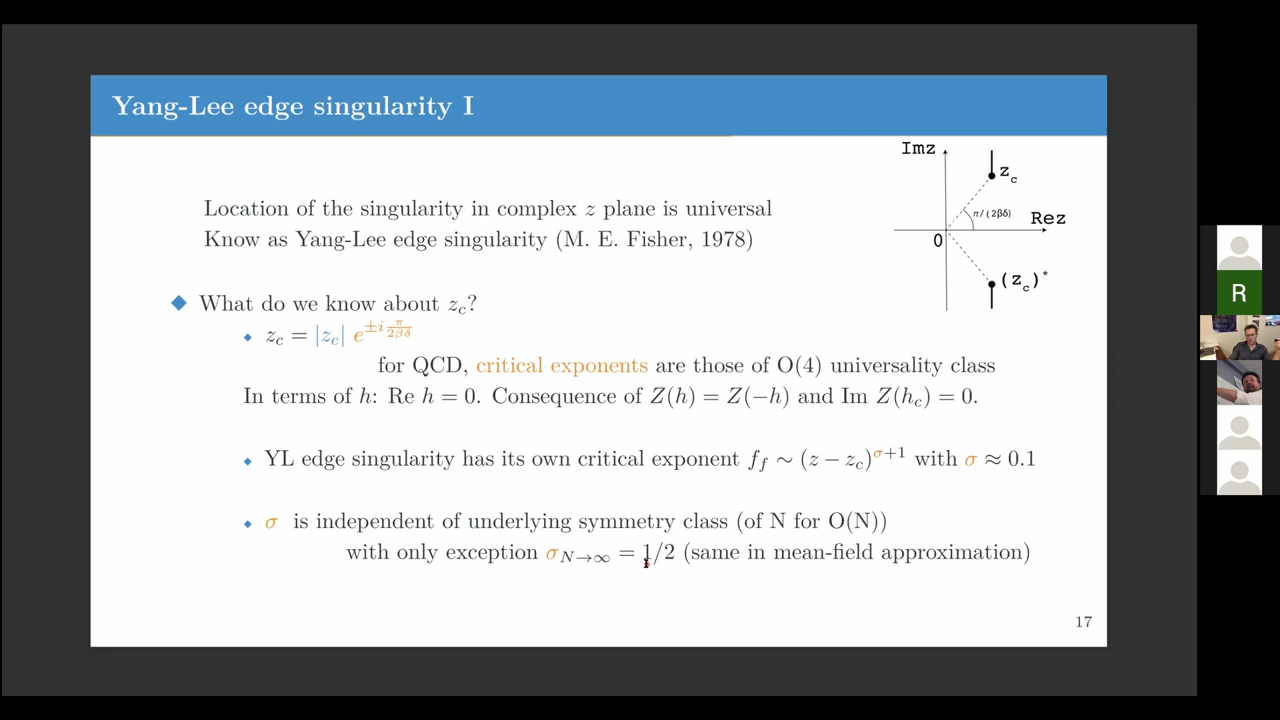 Yang-Lee edge singularity I
Imz
z_c
π/(2βδ)
Rez
0
(z_c)*
Location of the singularity in complex z plane is universal
Know as Yang-Lee edge singularity (M. E. Fisher, 1978)
What do we know about z_c?
z_c = |z_c| e^{±i π/2βδ}
for QCD, critical exponents are those of O(4) universality class
In terms of h: Re h = 0. Consequence of Z(h) = Z(−h) and Im Z(h_c) = 0.
YL edge singularity has its own critical exponent f_f ∼ (z − z_c)^{σ+1} with σ ≈ 0.1
σ is independent of underlying symmetry class (of N for O(N))
with only exception σ_{N→∞} = 1/2 (same in mean-field approximation)
17
R